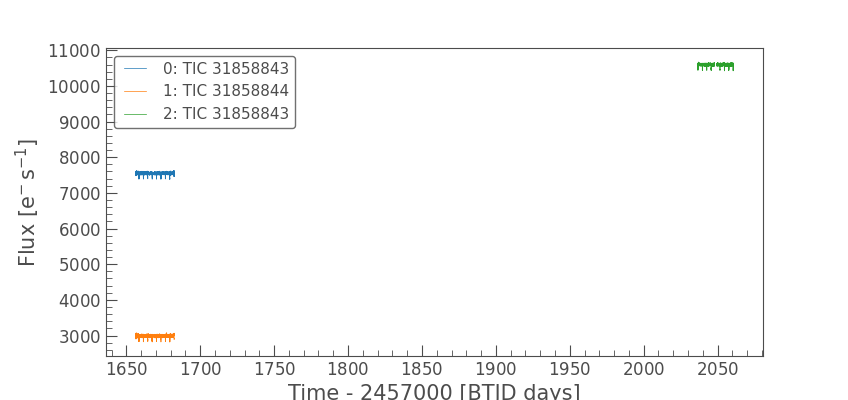 11000
10000
9000
8000
7000
6000
5000
4000
3000
Flux [e⁻ s⁻¹]
0: TIC 31858843
1: TIC 31858844
2: TIC 31858843
1650 1700 1750 1800 1850 1900 1950 2000 2050
Time - 2457000 [BTJD days]